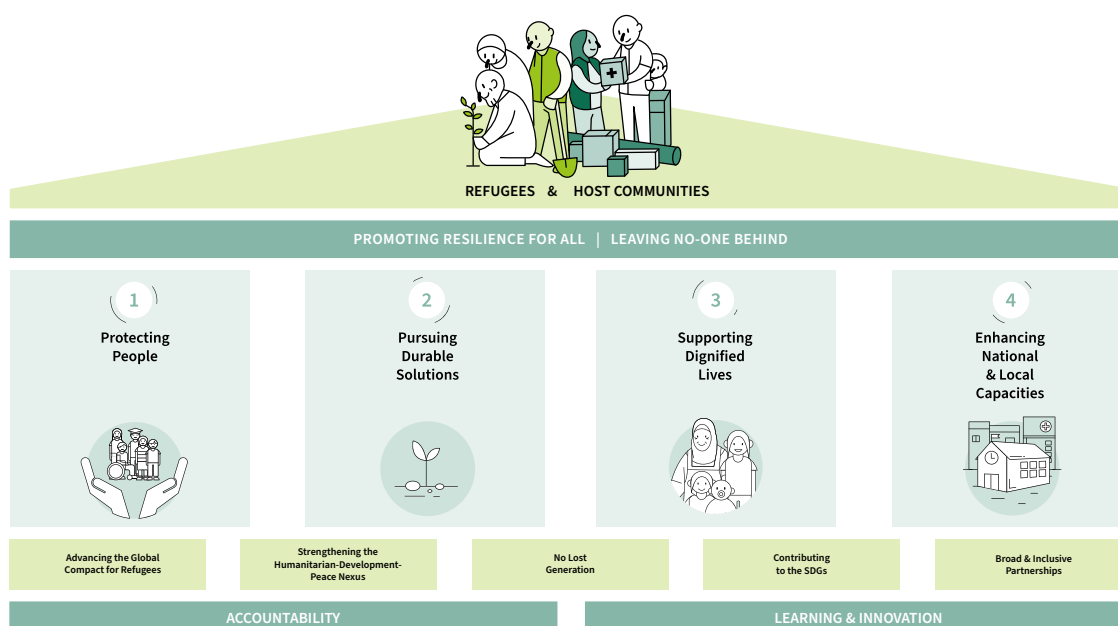 REFUGEES & HOST COMMUNITIES
PROMOTING RESILIENCE FOR ALL | LEAVING NO-ONE BEHIND
1
Protecting
People
2
Pursuing
Durable
Solutions
3
Supporting
Dignified
Lives
4
Enhancing
National
& Local
Capacities
Advancing the Global
Compact for Refugees
Strengthening the
Humanitarian-Development-
Peace Nexus
No Lost
Generation
Contributing
to the SDGs
Broad & Inclusive
Partnerships
ACCOUNTABILITY
LEARNING & INNOVATION